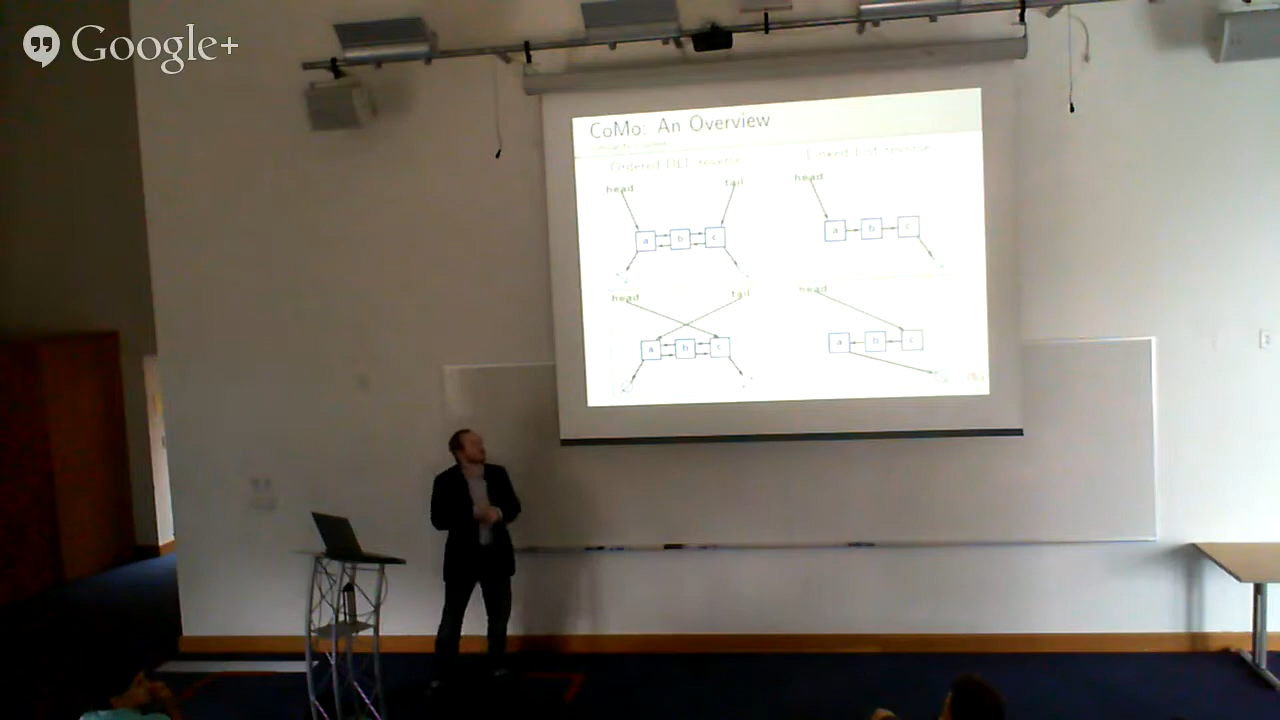 Google+
CoMo: An Overview
Ordered DLL reverse
Linked List reverse
head tail
head
a b c
a b c
head tail
head
a b c
a b c